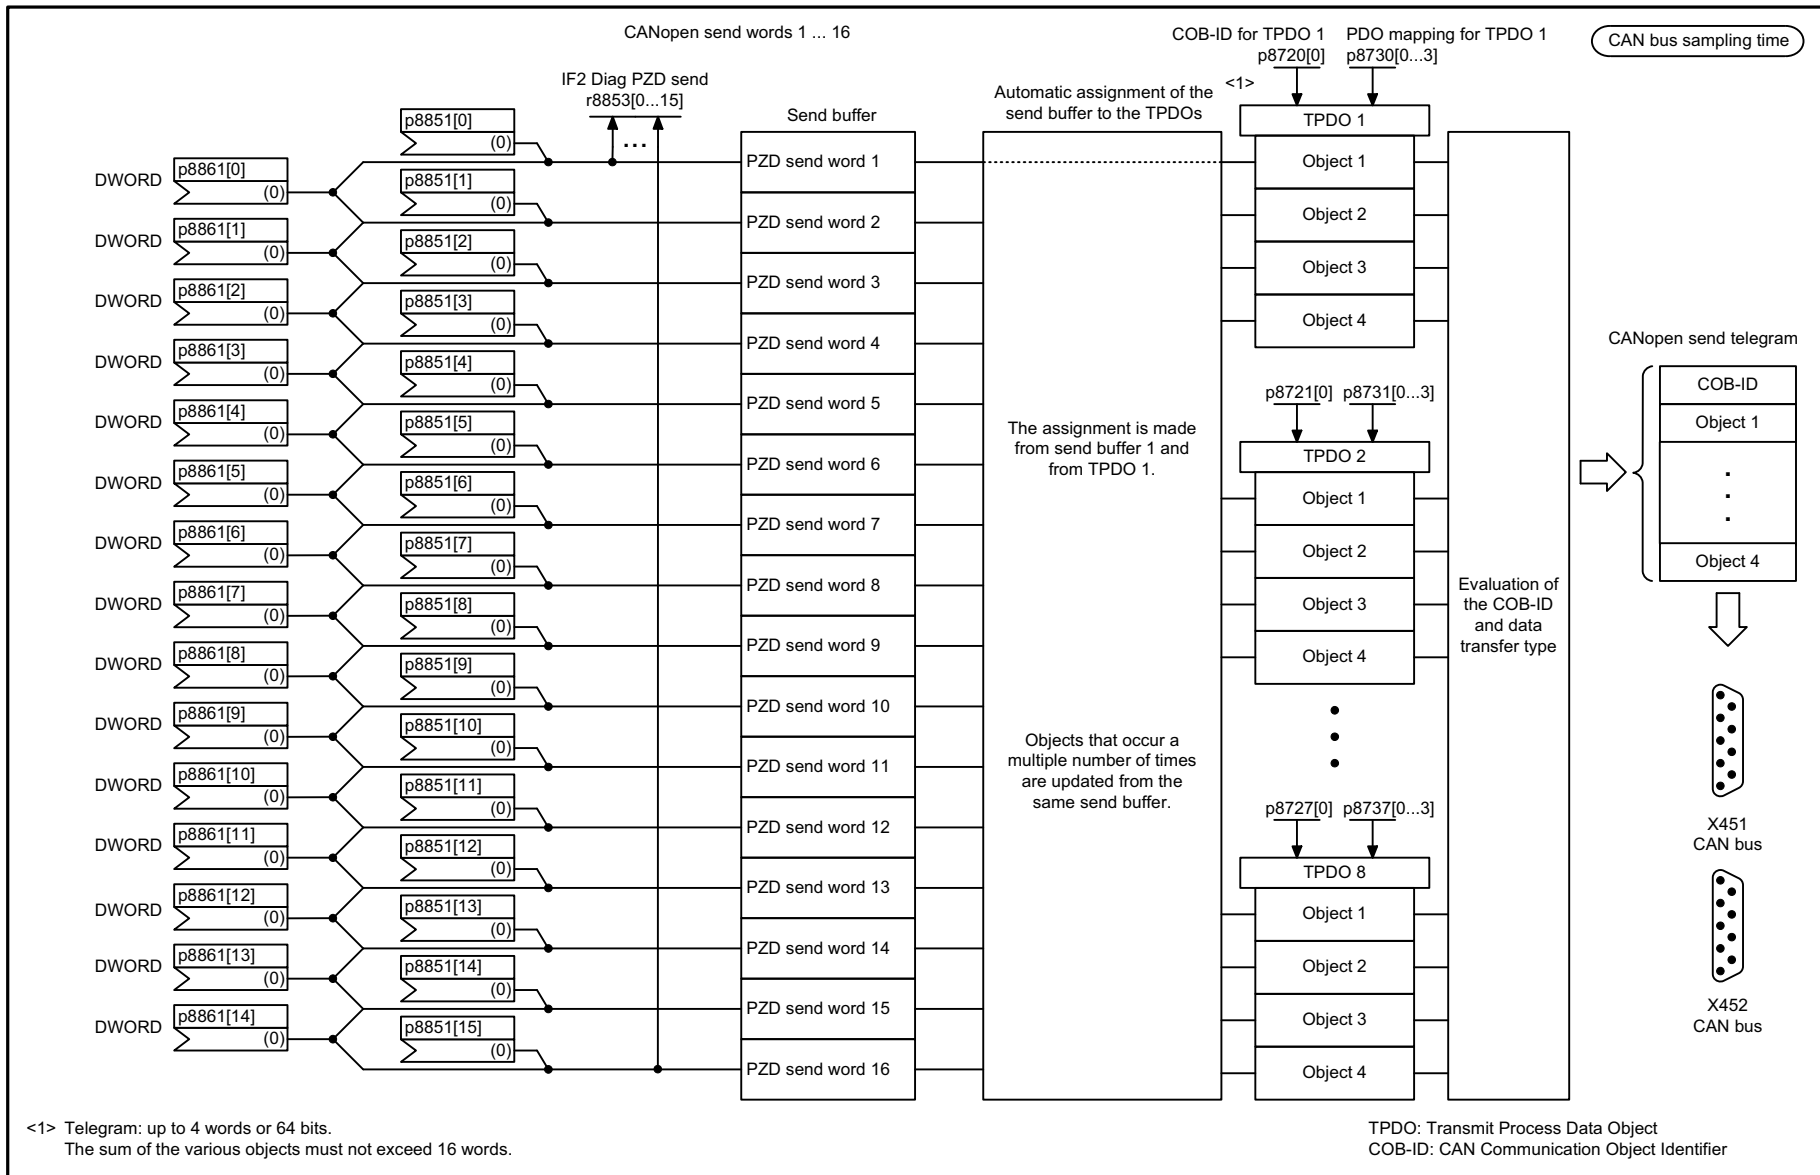 CANopen send words 1 ... 16
COB-ID for TPDO 1
p8720[0]
PDO mapping for TPDO 1
p8730[0...3]
CAN bus sampling time
<1>
IF2 Diag PZD send
r8853[0...15]
...
Send buffer
Automatic assignment of the
send buffer to the TPDOs
DWORD
p8861[0]
(0)
DWORD
p8861[1]
(0)
DWORD
p8861[2]
(0)
DWORD
p8861[3]
(0)
DWORD
p8861[4]
(0)
DWORD
p8861[5]
(0)
DWORD
p8861[6]
(0)
DWORD
p8861[7]
(0)
DWORD
p8861[8]
(0)
DWORD
p8861[9]
(0)
DWORD
p8861[10]
(0)
DWORD
p8861[11]
(0)
DWORD
p8861[12]
(0)
DWORD
p8861[13]
(0)
DWORD
p8861[14]
(0)
p8851[0]
(0)
p8851[1]
(0)
p8851[2]
(0)
p8851[3]
(0)
p8851[4]
(0)
p8851[5]
(0)
p8851[6]
(0)
p8851[7]
(0)
p8851[8]
(0)
p8851[9]
(0)
p8851[10]
(0)
p8851[11]
(0)
p8851[12]
(0)
p8851[13]
(0)
p8851[14]
(0)
p8851[15]
(0)
PZD send word 1
PZD send word 2
PZD send word 3
PZD send word 4
PZD send word 5
PZD send word 6
PZD send word 7
PZD send word 8
PZD send word 9
PZD send word 10
PZD send word 11
PZD send word 12
PZD send word 13
PZD send word 14
PZD send word 15
PZD send word 16
The assignment is made
from send buffer 1 and
from TPDO 1.
Objects that occur a
multiple number of times
are updated from the
same send buffer.
TPDO 1
Object 1
Object 2
Object 3
Object 4
p8721[0]
p8731[0...3]
TPDO 2
Object 1
Object 2
Object 3
Object 4
p8727[0]
p8737[0...3]
TPDO 8
Object 1
Object 2
Object 3
Object 4
Evaluation of
the COB-ID
and data
transfer type
CANopen send telegram
COB-ID
Object 1
.
.
.
Object 4
X451
CAN bus
X452
CAN bus
<1> Telegram: up to 4 words or 64 bits.
The sum of the various objects must not exceed 16 words.
TPDO: Transmit Process Data Object
COB-ID: CAN Communication Object Identifier